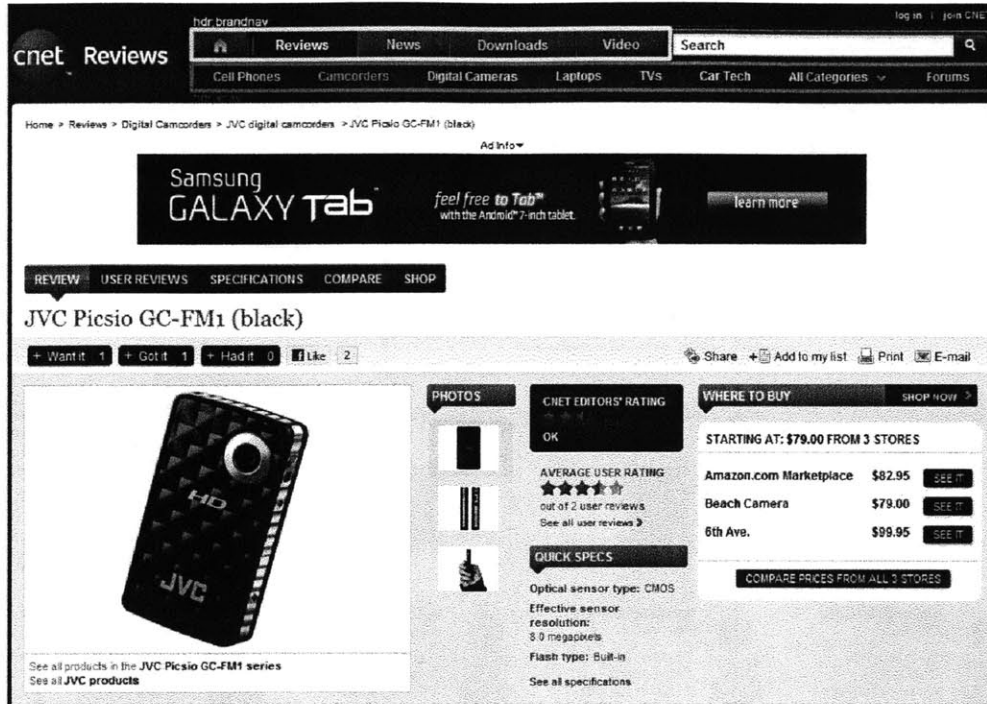 hdr brandnav
log in | join CNE
cnet Reviews
Reviews News Downloads Video Search
Cell Phones Camcorders Digital Cameras Laptops TVs Car Tech All Categories Forums
Home > Reviews > Digital Camcorders > JVC digital camcorders > JVC Picsio GC-FM1 (black)
Ad Info
Samsung
GALAXY Tab™
feel free to Tab™
with the Android™ 7-inch tablet.
learn more
REVIEW USER REVIEWS SPECIFICATIONS COMPARE SHOP
JVC Picsio GC-FM1 (black)
+ Want it 1 + Got it 1 + Had it 0 Like 2 Share + Add to my list Print E-mail
HD
JVC
See all products in the JVC Picsio GC-FM1 series
See all JVC products
PHOTOS
CNET EDITORS' RATING
OK
AVERAGE USER RATING
out of 2 user reviews
See all user reviews
QUICK SPECS
Optical sensor type: CMOS
Effective sensor
resolution:
8.0 megapixels
Flash type: Built-in
See all specifications
WHERE TO BUY SHOP NOW >
STARTING AT: $79.00 FROM 3 STORES
Amazon.com Marketplace $82.95 SEE IT
Beach Camera $79.00 SEE IT
6th Ave. $99.95 SEE IT
COMPARE PRICES FROM ALL 3 STORES